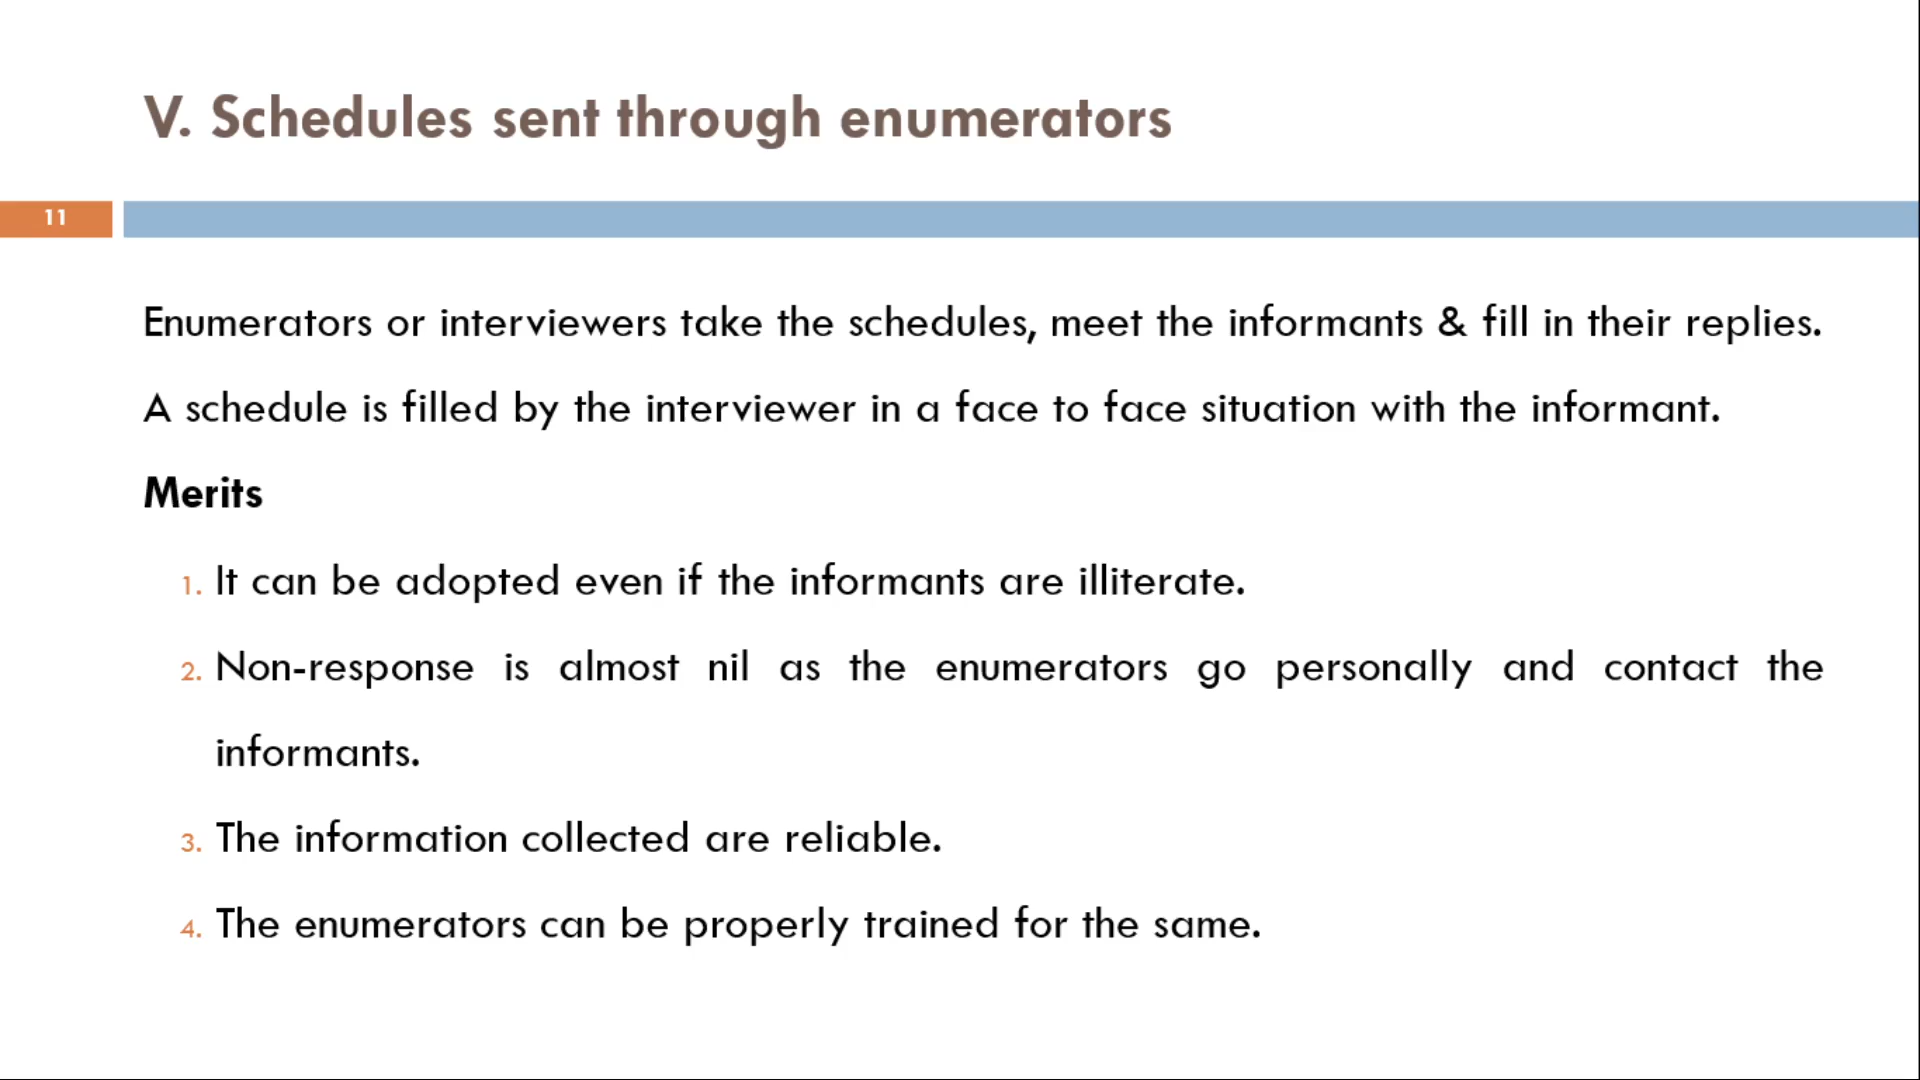 V. Schedules sent through enumerators
11
Enumerators or interviewers take the schedules, meet the informants & fill in their replies.
A schedule is filled by the interviewer in a face to face situation with the informant.
Merits
1. It can be adopted even if the informants are illiterate.
2. Non-response is almost nil as the enumerators go personally and contact the
informants.
3. The information collected are reliable.
4. The enumerators can be properly trained for the same.